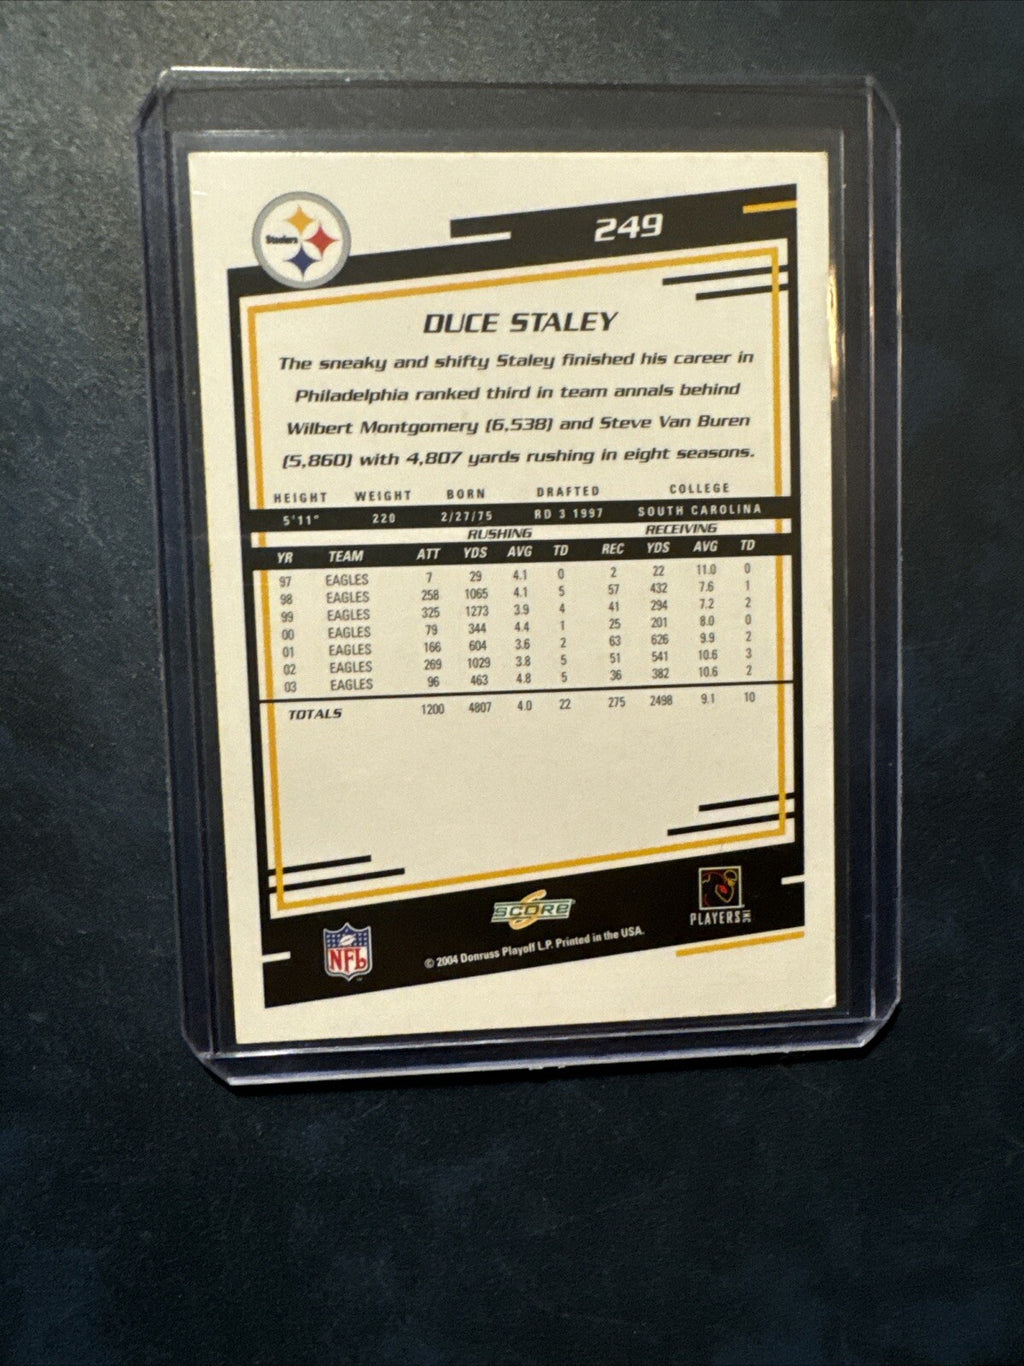 249
Steelers
DUCE STALEY
The sneaky and shifty Staley finished his career in
Philadelphia ranked third in team annals behind
Wilbert Montgomery (6,538) and Steve Van Buren
(5,860) with 4,807 yards rushing in eight seasons.
HEIGHT WEIGHT BORN DRAFTED COLLEGE
5'11" 220 2/27/75 RD 3 1997 SOUTH CAROLINA
RUSHING RECEIVING
YR TEAM ATT YDS AVG TD REC YDS AVG TD
97 EAGLES 7 29 4.1 0 2 22 11.0 0
98 EAGLES 258 1065 4.1 5 57 432 7.6 1
99 EAGLES 325 1273 3.9 4 41 294 7.2 2
00 EAGLES 79 344 4.4 1 25 201 8.0 0
01 EAGLES 166 604 3.6 2 63 626 9.9 2
02 EAGLES 269 1029 3.8 5 51 541 10.6 3
03 EAGLES 96 463 4.8 5 36 382 10.6 2
TOTALS 1200 4807 4.0 22 275 2498 9.1 10
SCORE
PLAYERS INC
NFL
© 2004 Donruss Playoff L.P. Printed in the USA.